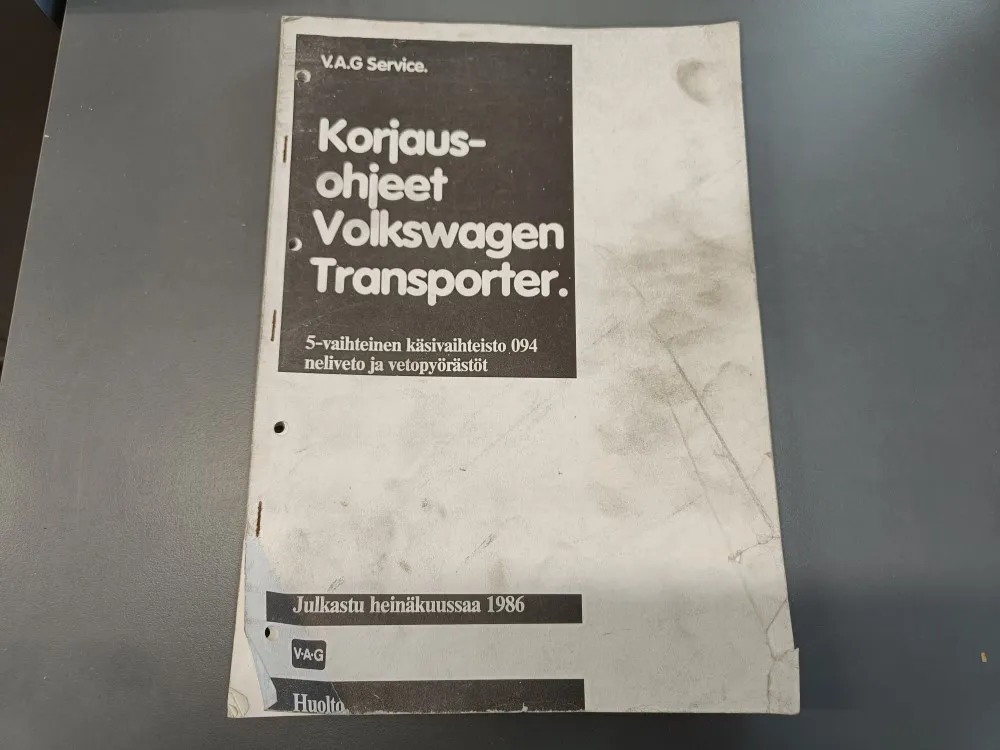 V.A.G Service.
Korjaus-
ohjeet
Volkswagen
Transporter.
5-vaihteinen käsivaihteisto 094
neliveto ja vetopyörästöt
Julkastu heinäkuussaa 1986
V·A·G
Huolto